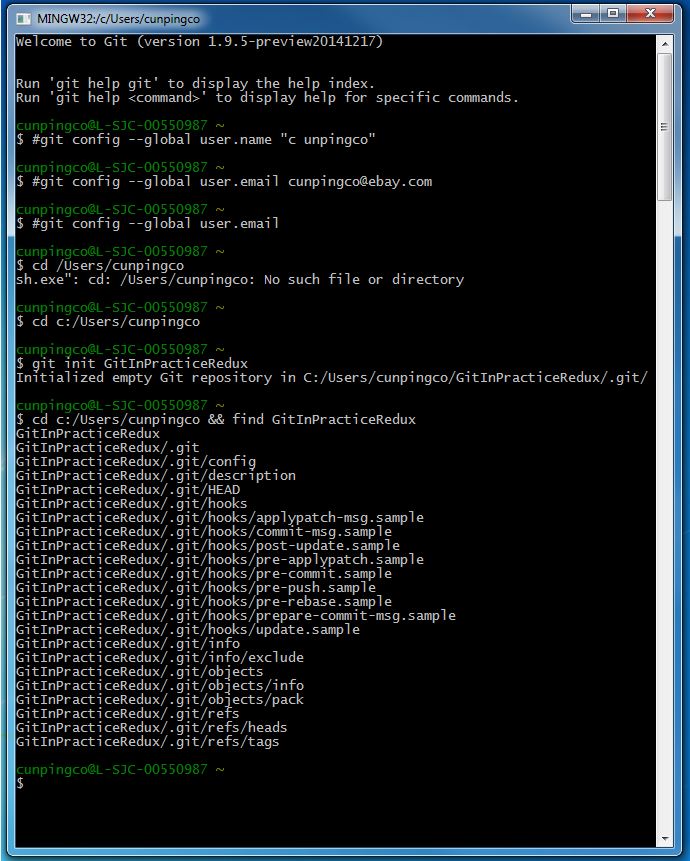 MINGW32:/c/Users/cunpingco
Welcome to Git (version 1.9.5-preview20141217)
Run 'git help git' to display the help index.
Run 'git help <command>' to display help for specific commands.
cunpingco@L-SJC-00550987 ~
$ #git config --global user.name "c unpingco"
cunpingco@L-SJC-00550987 ~
$ #git config --global user.email cunpingco@ebay.com
cunpingco@L-SJC-00550987 ~
$ #git config --global user.email
cunpingco@L-SJC-00550987 ~
$ cd /Users/cunpingco
sh.exe": cd: /Users/cunpingco: No such file or directory
cunpingco@L-SJC-00550987 ~
$ cd c:/Users/cunpingco
cunpingco@L-SJC-00550987 ~
$ git init GitInPracticeRedux
Initialized empty Git repository in C:/Users/cunpingco/GitInPracticeRedux/.git/
cunpingco@L-SJC-00550987 ~
$ cd c:/Users/cunpingco && find GitInPracticeRedux
GitInPracticeRedux
GitInPracticeRedux/.git
GitInPracticeRedux/.git/config
GitInPracticeRedux/.git/description
GitInPracticeRedux/.git/HEAD
GitInPracticeRedux/.git/hooks
GitInPracticeRedux/.git/hooks/applypatch-msg.sample
GitInPracticeRedux/.git/hooks/commit-msg.sample
GitInPracticeRedux/.git/hooks/post-update.sample
GitInPracticeRedux/.git/hooks/pre-applypatch.sample
GitInPracticeRedux/.git/hooks/pre-commit.sample
GitInPracticeRedux/.git/hooks/pre-push.sample
GitInPracticeRedux/.git/hooks/pre-rebase.sample
GitInPracticeRedux/.git/hooks/prepare-commit-msg.sample
GitInPracticeRedux/.git/hooks/update.sample
GitInPracticeRedux/.git/info
GitInPracticeRedux/.git/info/exclude
GitInPracticeRedux/.git/objects
GitInPracticeRedux/.git/objects/info
GitInPracticeRedux/.git/objects/pack
GitInPracticeRedux/.git/refs
GitInPracticeRedux/.git/refs/heads
GitInPracticeRedux/.git/refs/tags
cunpingco@L-SJC-00550987 ~
$